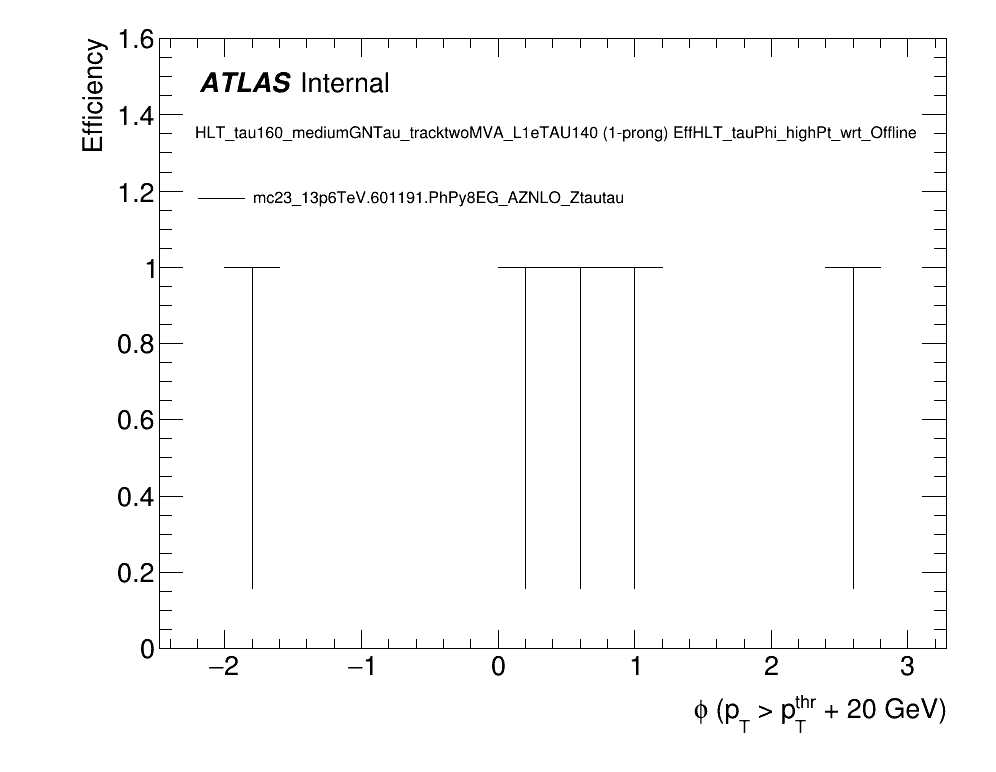 Efficiency
1.6
1.4
1.2
1
0.8
0.6
0.4
0.2
0
ATLAS Internal
HLT_tau160_mediumGNTau_tracktwoMVA_L1eTAU140 (1-prong) EffHLT_tauPhi_highPt_wrt_Offline
mc23_13p6TeV.601191.PhPy8EG_AZNLO_Ztautau
−2 −1 0 1 2 3
ϕ (p_T > p_T^thr + 20 GeV)